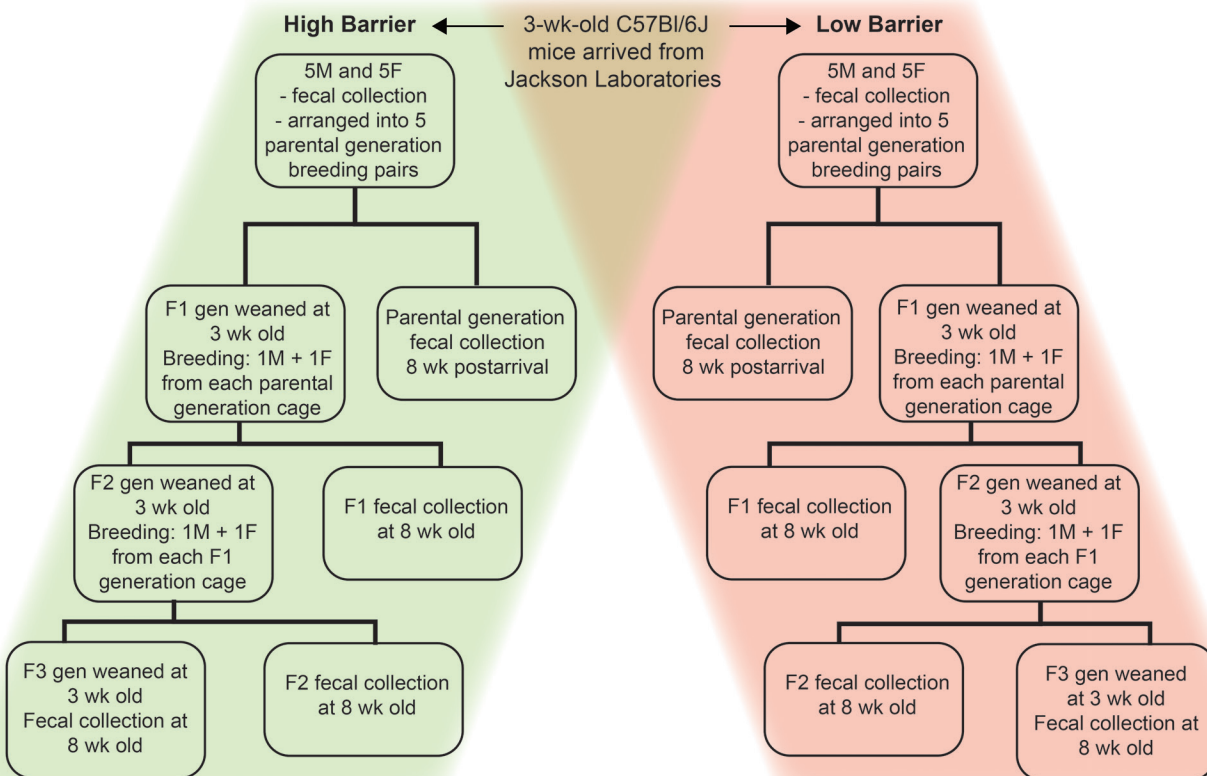 High Barrier
3-wk-old C57Bl/6J
mice arrived from
Jackson Laboratories
Low Barrier
5M and 5F
- fecal collection
- arranged into 5
parental generation
breeding pairs
5M and 5F
- fecal collection
- arranged into 5
parental generation
breeding pairs
F1 gen weaned at
3 wk old
Breeding: 1M + 1F
from each parental
generation cage
Parental generation
fecal collection
8 wk postarrival
Parental generation
fecal collection
8 wk postarrival
F1 gen weaned at
3 wk old
Breeding: 1M + 1F
from each parental
generation cage
F2 gen weaned at
3 wk old
Breeding: 1M + 1F
from each F1
generation cage
F1 fecal collection
at 8 wk old
F1 fecal collection
at 8 wk old
F2 gen weaned at
3 wk old
Breeding: 1M + 1F
from each F1
generation cage
F3 gen weaned at
3 wk old
Fecal collection at
8 wk old
F2 fecal collection
at 8 wk old
F2 fecal collection
at 8 wk old
F3 gen weaned
at 3 wk old
Fecal collection at
8 wk old